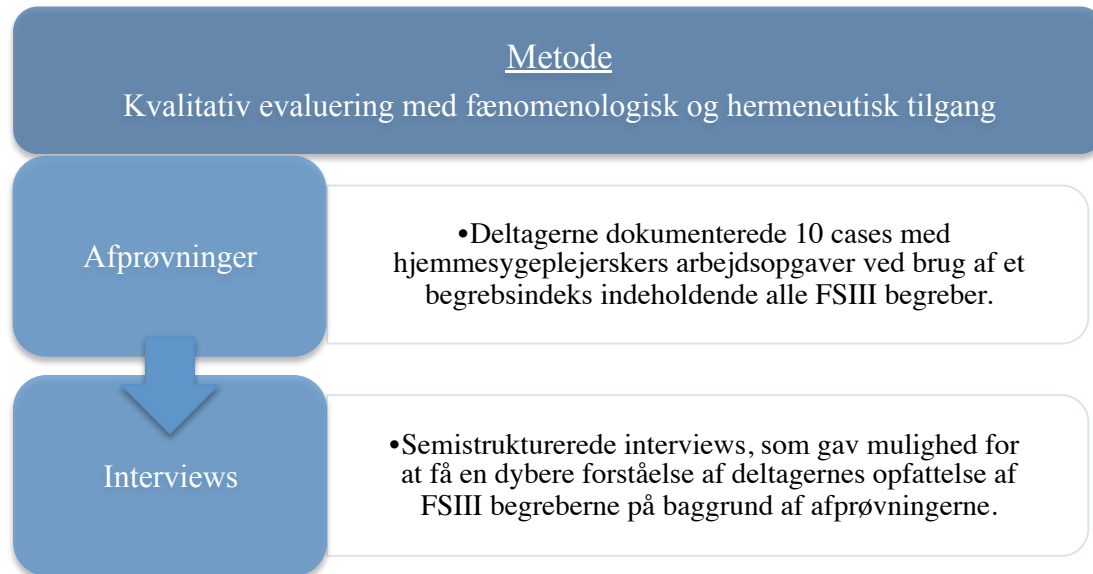 Metode
Kvalitativ evaluering med fænomenologisk og hermeneutisk tilgang
Afprøvninger
•Deltagerne dokumenterede 10 cases med
hjemmesygeplejerskers arbejdsopgaver ved brug af et
begrebsindeks indeholdende alle FSIII begreber.
Interviews
•Semistrukturerede interviews, som gav mulighed for
at få en dybere forståelse af deltagernes opfattelse af
FSIII begreberne på baggrund af afprøvningerne.